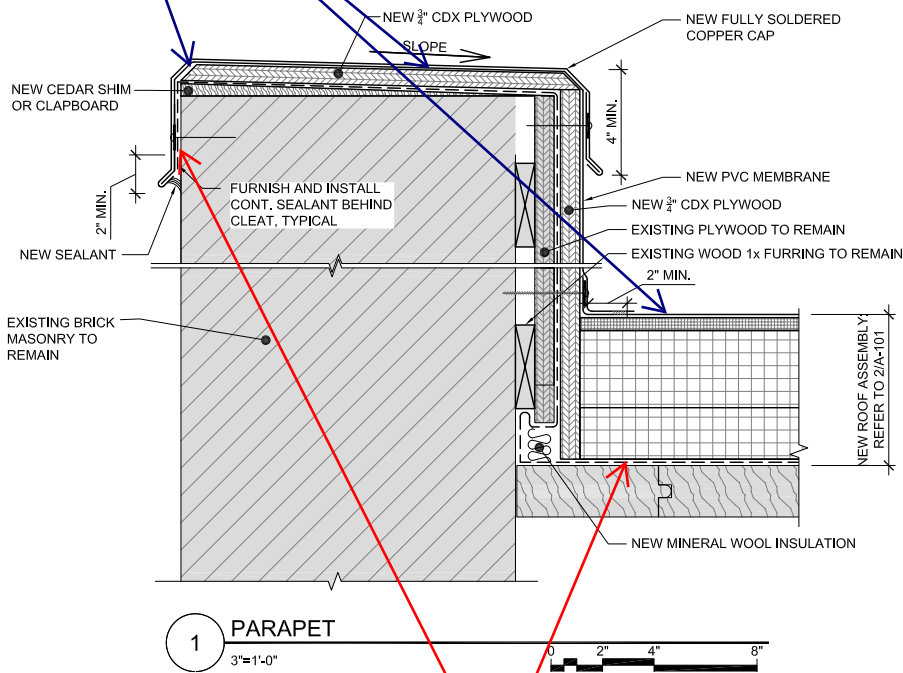 NEW 3/4" CDX PLYWOOD
SLOPE
NEW FULLY SOLDERED
COPPER CAP
NEW CEDAR SHIM
OR CLAPBOARD
4" MIN.
2" MIN.
FURNISH AND INSTALL
CONT. SEALANT BEHIND
CLEAT, TYPICAL
NEW PVC MEMBRANE
NEW 3/4" CDX PLYWOOD
EXISTING PLYWOOD TO REMAIN
EXISTING WOOD 1x FURRING TO REMAIN
NEW SEALANT
2" MIN.
EXISTING BRICK
MASONRY TO
REMAIN
NEW ROOF ASSEMBLY:
REFER TO 2/A-101
NEW MINERAL WOOL INSULATION
1
PARAPET
3"=1'-0"
0 2" 4" 8"